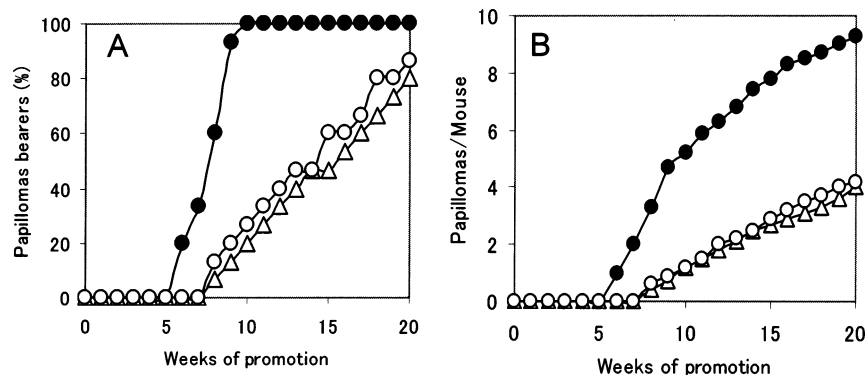 A
Papillomas bearers (%)
100
80
60
40
20
0
0 5 10 15 20
Weeks of promotion
B
Papillomas/Mouse
10
8
6
4
2
0
0 5 10 15 20
Weeks of promotion